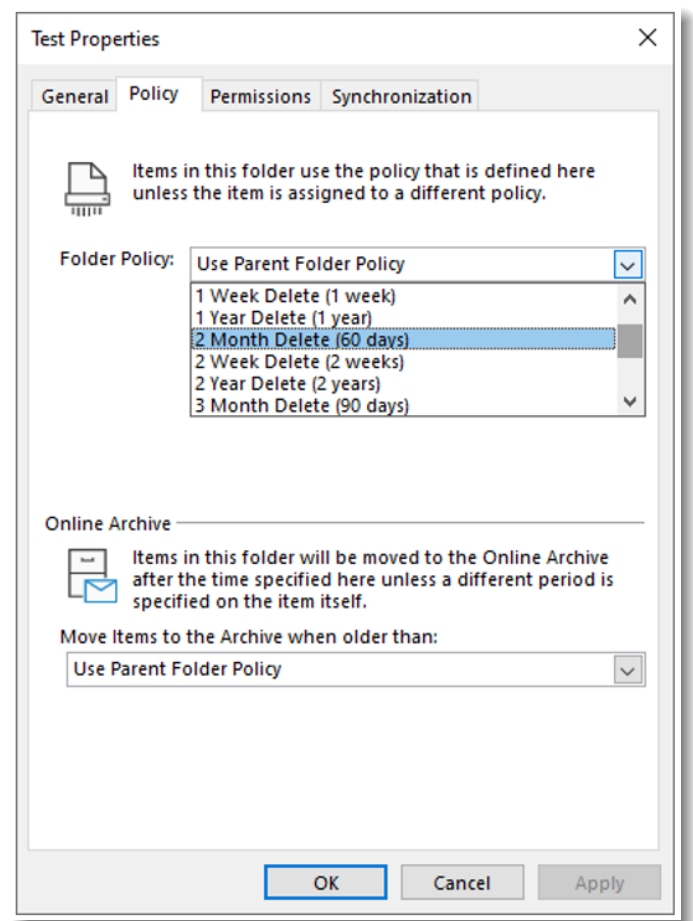 Test Properties
General Policy Permissions Synchronization
Items in this folder use the policy that is defined here
unless the item is assigned to a different policy.
Folder Policy: Use Parent Folder Policy
1 Week Delete (1 week)
1 Year Delete (1 year)
2 Month Delete (60 days)
2 Week Delete (2 weeks)
2 Year Delete (2 years)
3 Month Delete (90 days)
Online Archive
Items in this folder will be moved to the Online Archive
after the time specified here unless a different period is
specified on the item itself.
Move Items to the Archive when older than:
Use Parent Folder Policy
OK Cancel Apply